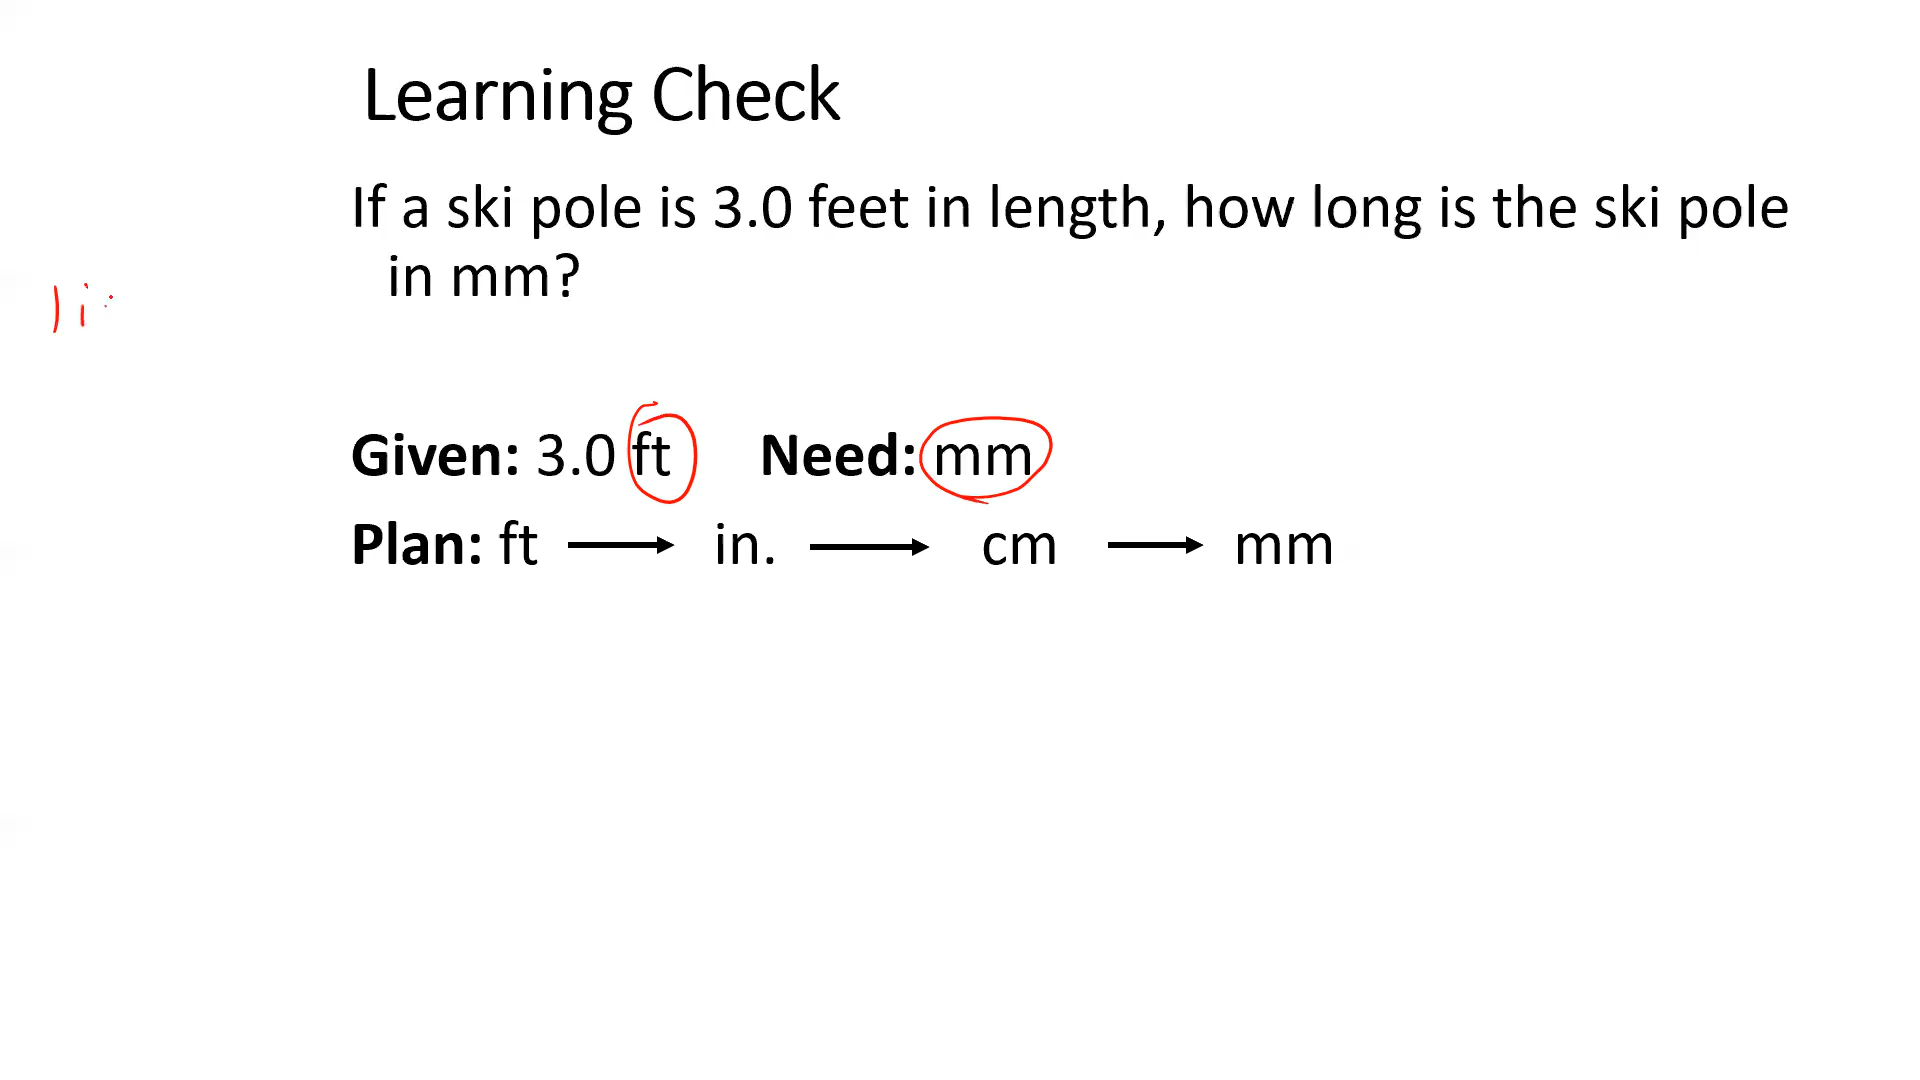 Learning Check
If a ski pole is 3.0 feet in length, how long is the ski pole
in mm?
1 i
Given: 3.0 ft Need: mm
Plan: ft → in. → cm → mm